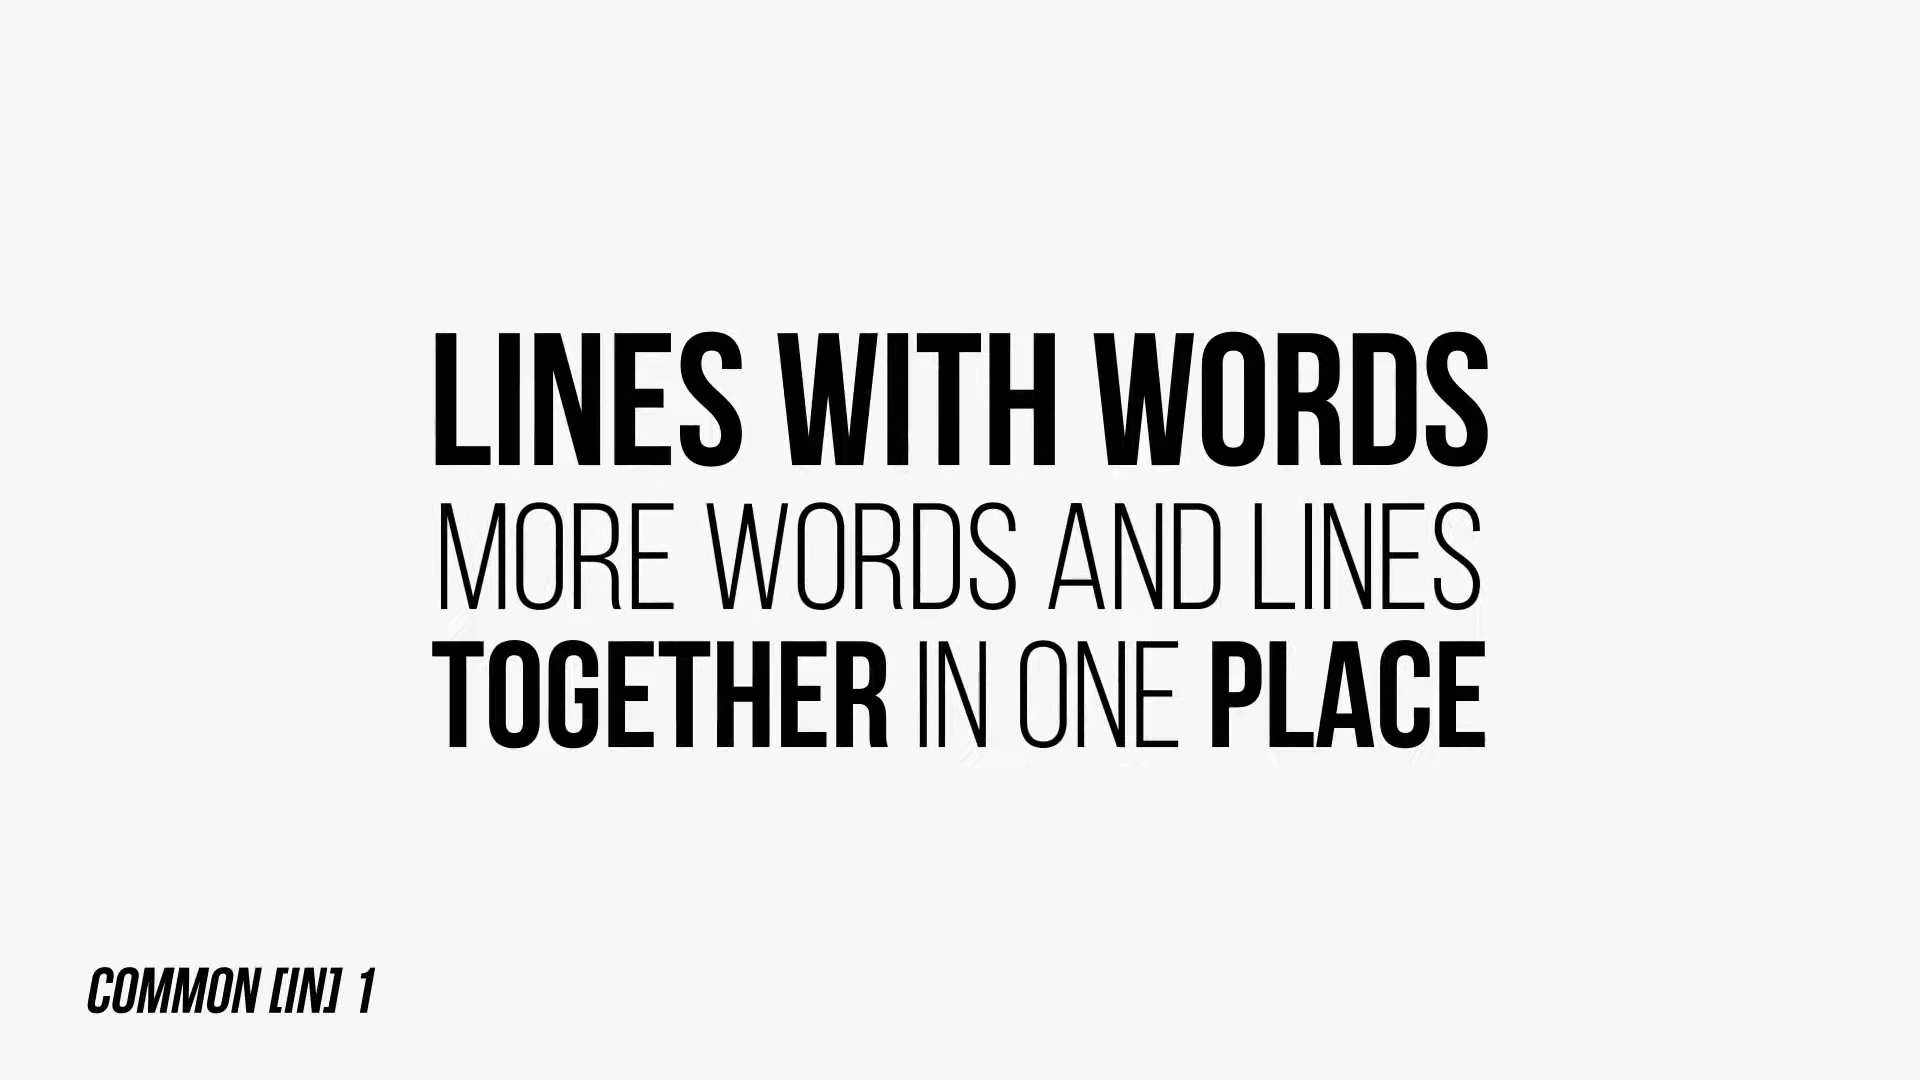 LINES WITH WORDS
MORE WORDS AND LINES
TOGETHER IN ONE PLACE
COMMON [IN] 1